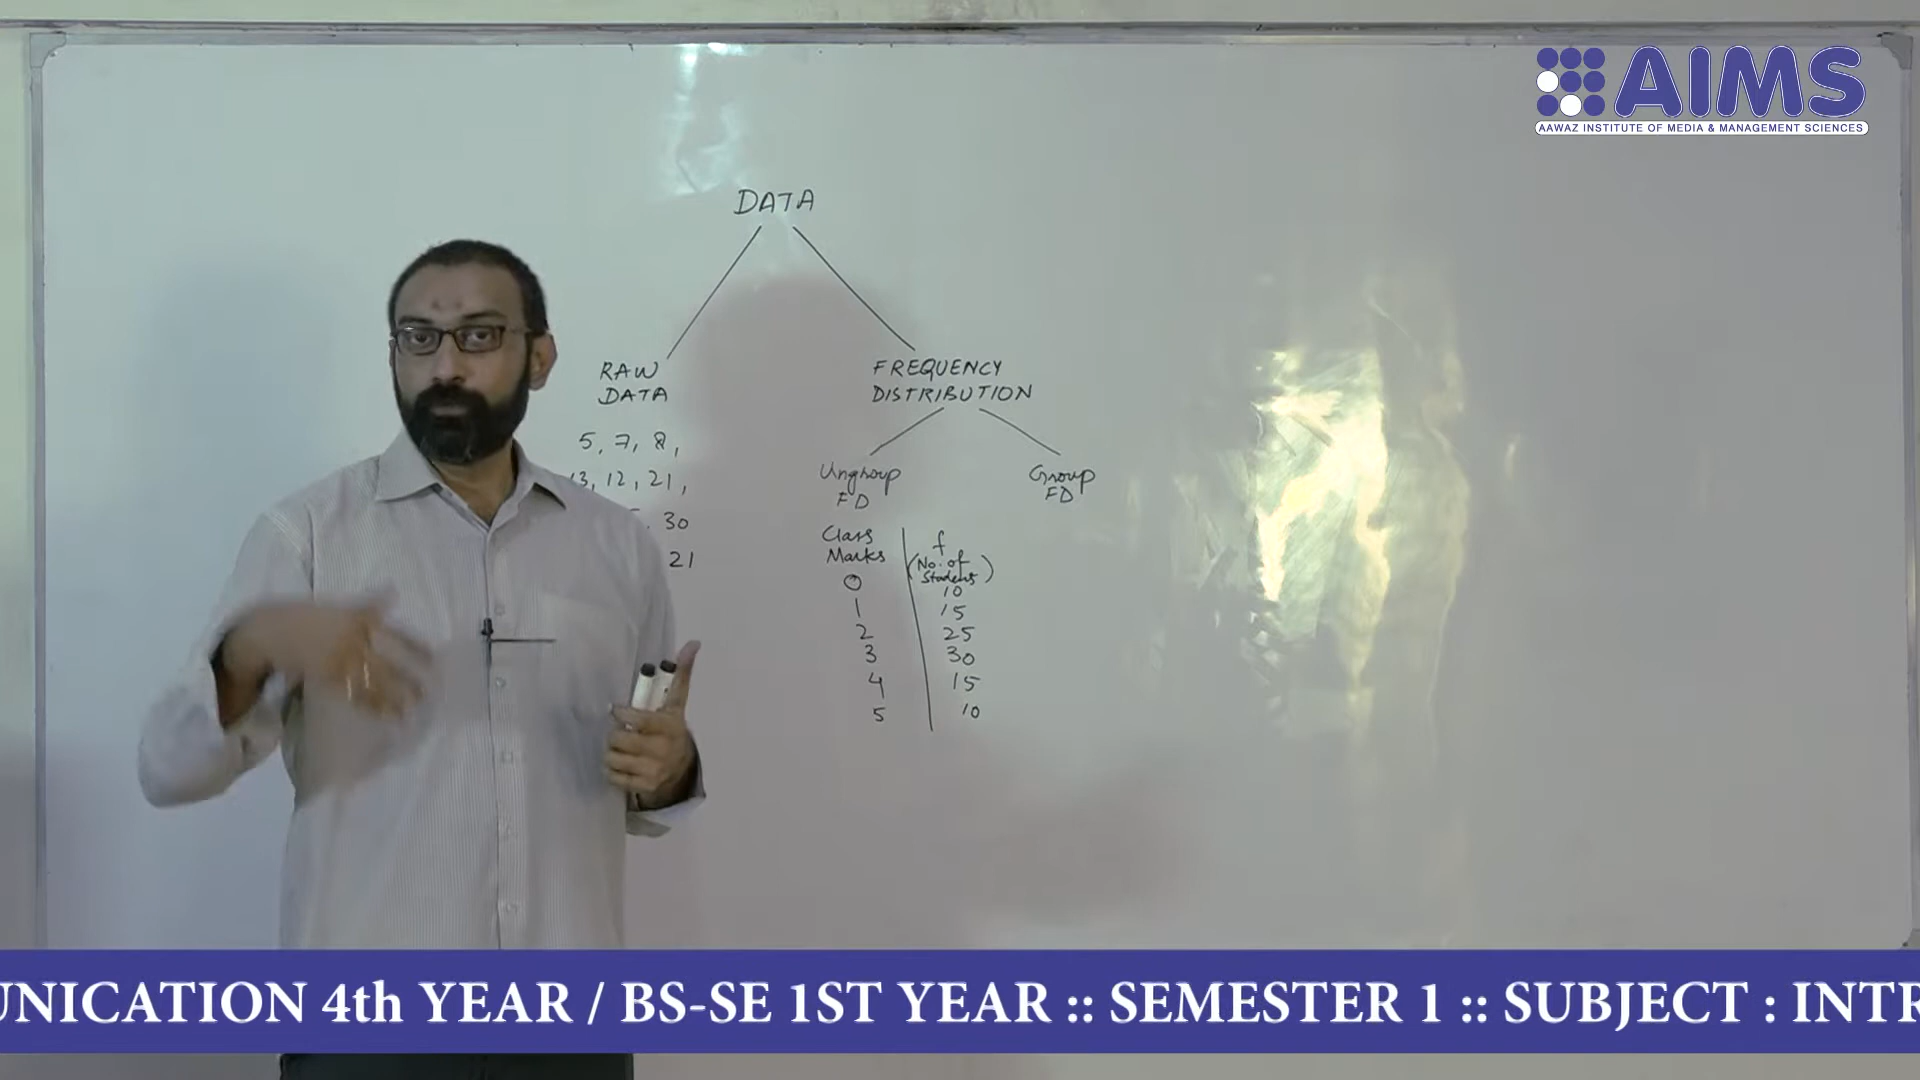 AIMS
AAWAZ INSTITUTE OF MEDIA & MANAGEMENT SCIENCES
DATA
RAW
DATA
5, 7, 8,
13, 12, 21,
30
21
FREQUENCY
DISTRIBUTION
Ungroup
FD
Group
FD
Class
Marks
f
(No. of
Students)
0 10
1 15
2 25
3 30
4 15
5 10
4th YEAR / BS-SE 1ST YEAR :: SEMESTER 1 :: SUBJECT :